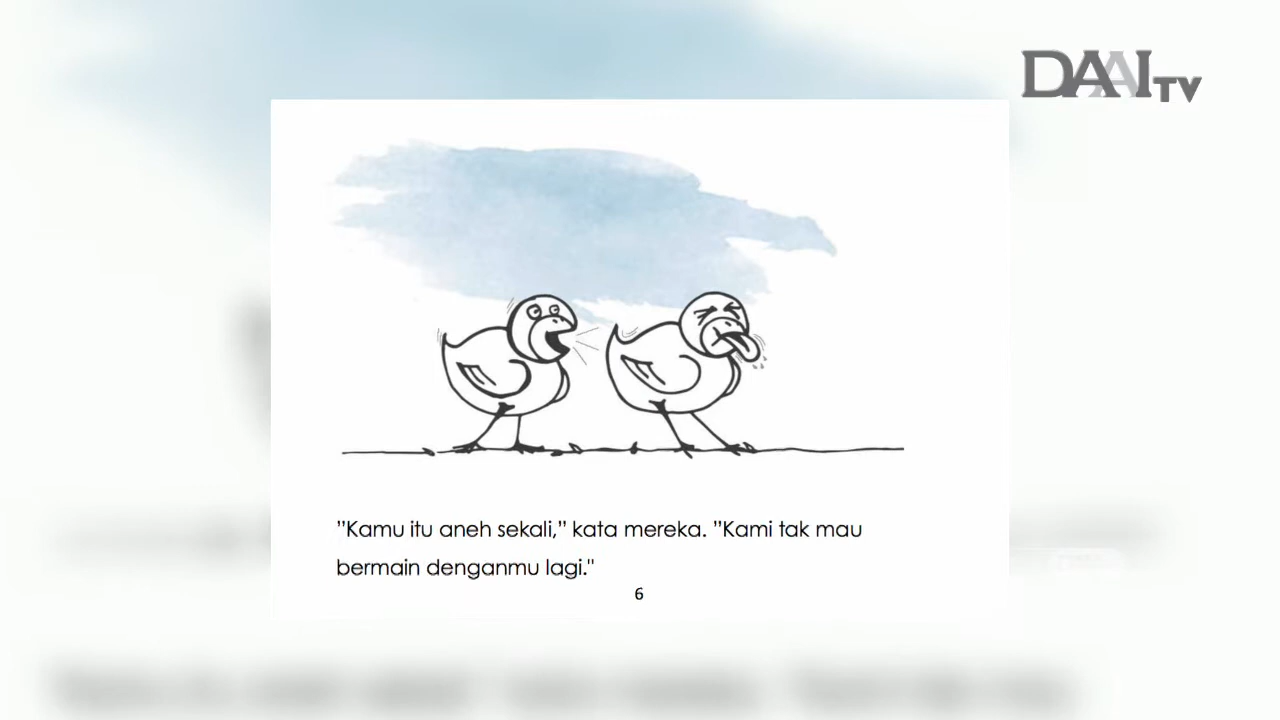 DAAI TV
”Kamu itu aneh sekali,” kata mereka. ”Kami tak mau
bermain denganmu lagi."
6